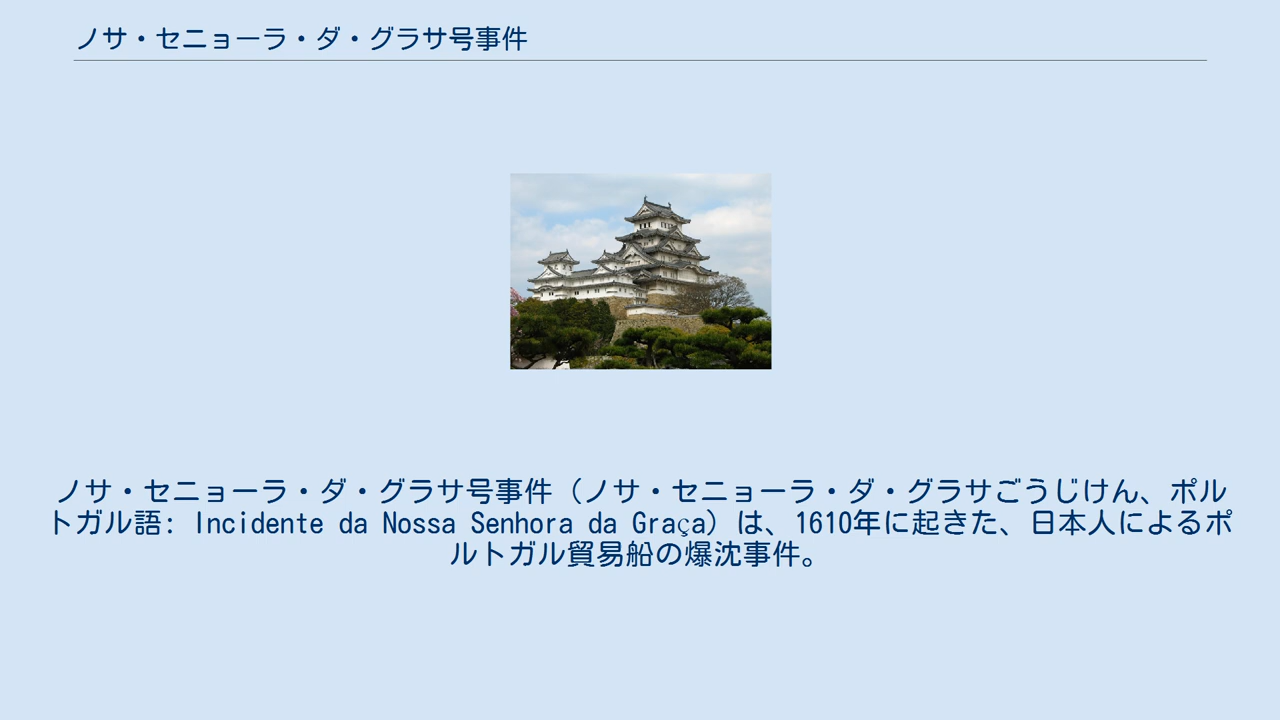 ノサ・セニョーラ・ダ・グラサ号事件
ノサ・セニョーラ・ダ・グラサ号事件（ノサ・セニョーラ・ダ・グラサごうじけん、ポル
トガル語: Incidente da Nossa Senhora da Graça）は、1610年に起きた、日本人によるポ
ルトガル貿易船の爆沈事件。